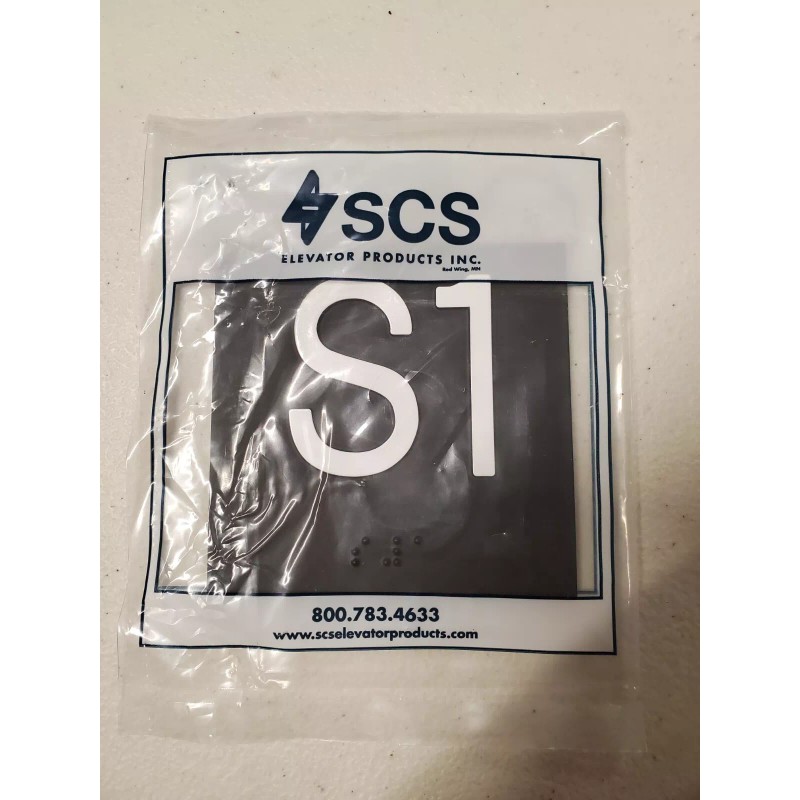 SCS
ELEVATOR PRODUCTS INC.
Red Wing, MN
S1
⠎⠼⠁
800.783.4633
www.scselevatorproducts.com